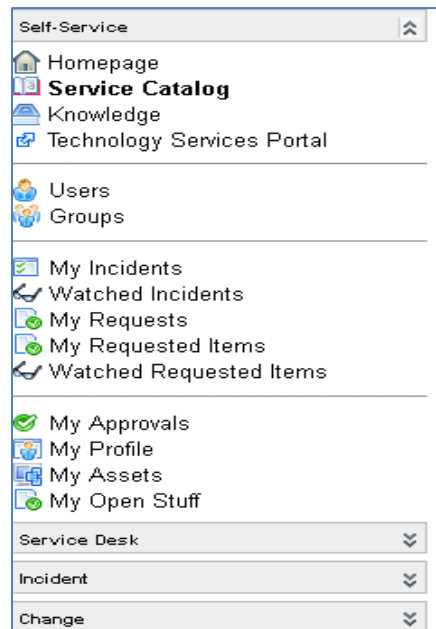 Self-Service
Homepage
Service Catalog
Knowledge
Technology Services Portal
Users
Groups
My Incidents
Watched Incidents
My Requests
My Requested Items
Watched Requested Items
My Approvals
My Profile
My Assets
My Open Stuff
Service Desk
Incident
Change